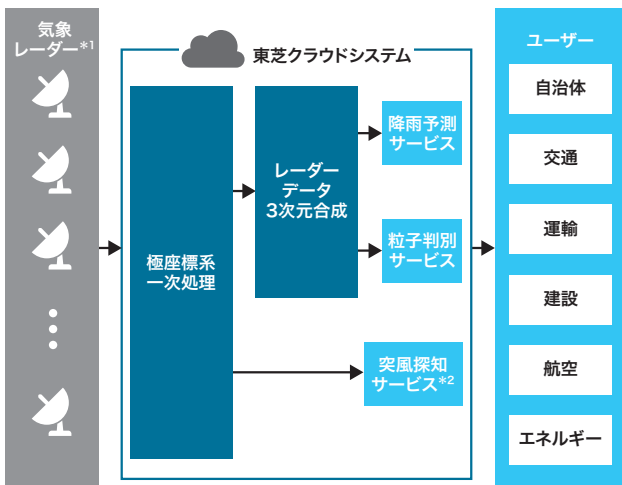 気象
レーダー*1
東芝クラウドシステム
極座標系
一次処理
レーダー
データ
3次元合成
降雨予測
サービス
粒子判別
サービス
突風探知
サービス*2
ユーザー
自治体
交通
運輸
建設
航空
エネルギー